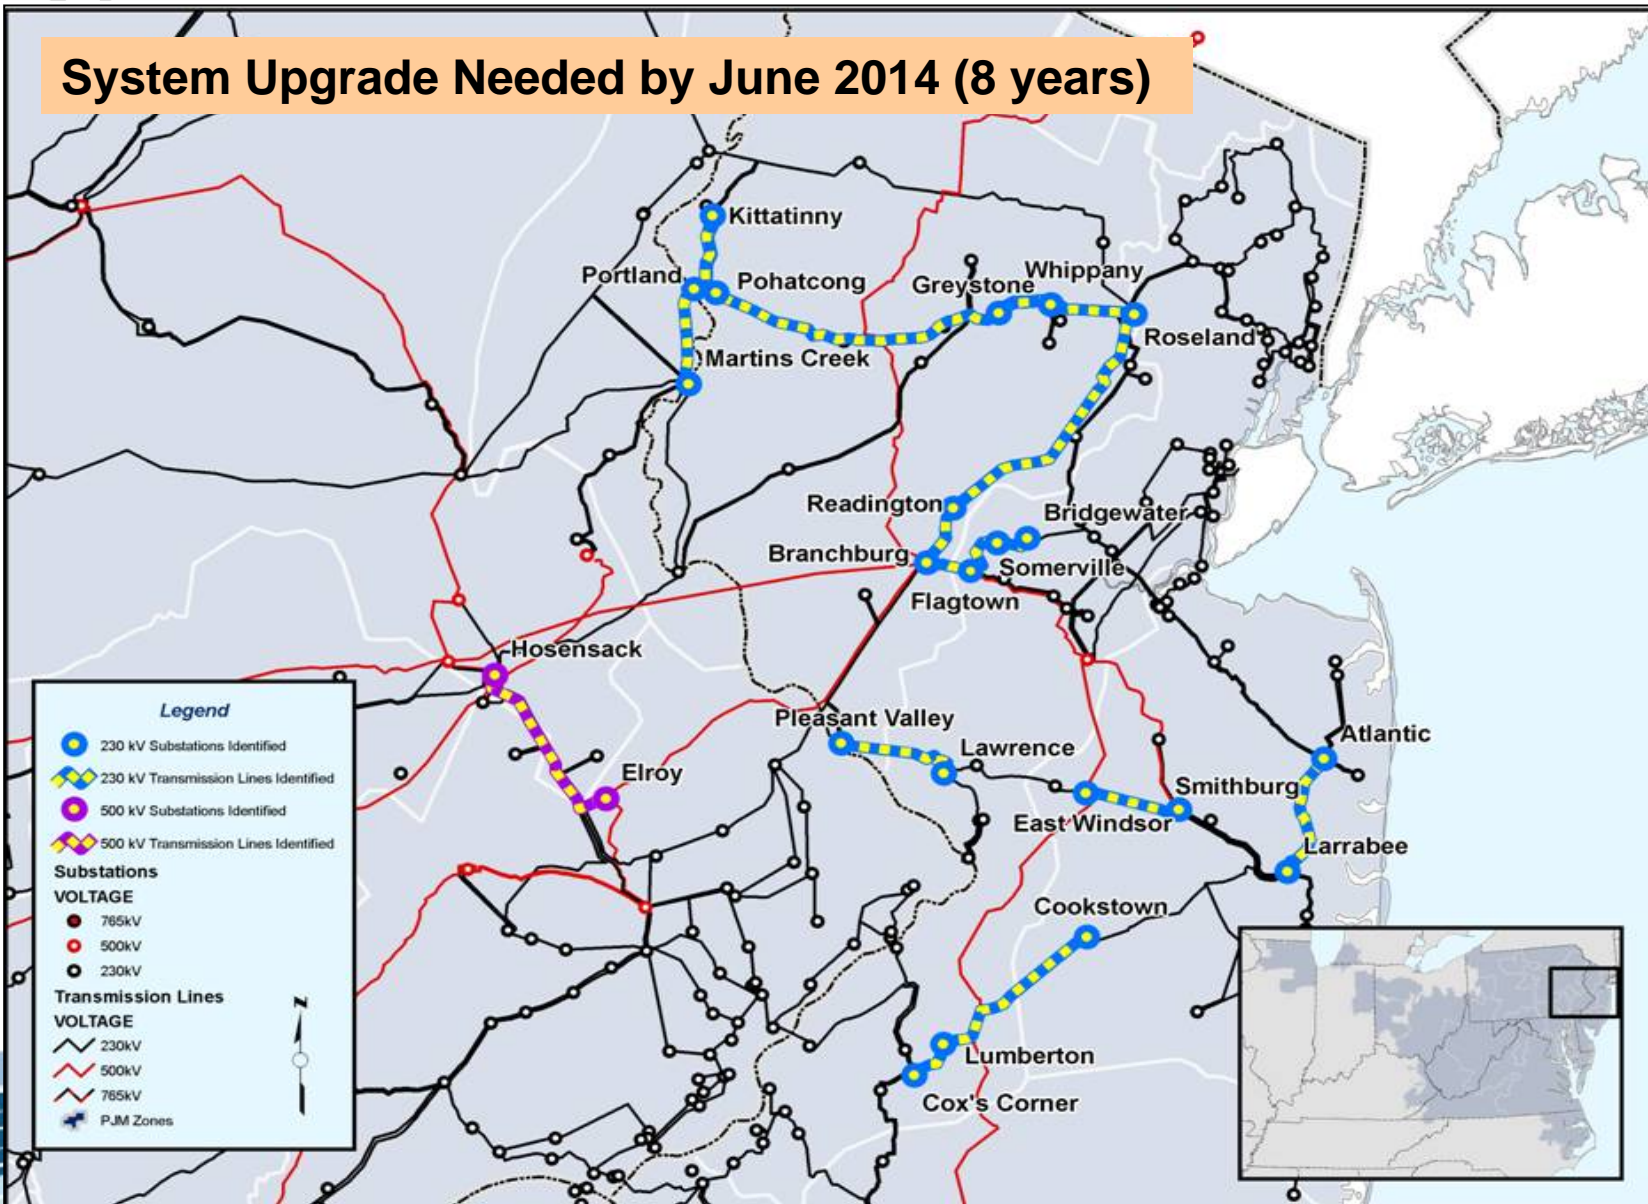 System Upgrade Needed by June 2014 (8 years)
Kittatinny
Portland
Pohatcong
Greystone
Whippany
Roseland
Martins Creek
Readington
Bridgewater
Branchburg
Somerville
Flagtown
Hosensack
Pleasant Valley
Lawrence
Atlantic
Elroy
Smithburg
East Windsor
Larrabee
Cookstown
Lumberton
Cox's Corner
Legend
230 kV Substations Identified
230 kV Transmission Lines Identified
500 kV Substations Identified
500 kV Transmission Lines Identified
Substations
VOLTAGE
765kV
500kV
230kV
Transmission Lines
VOLTAGE
230kV
500kV
765kV
PJM Zones
N